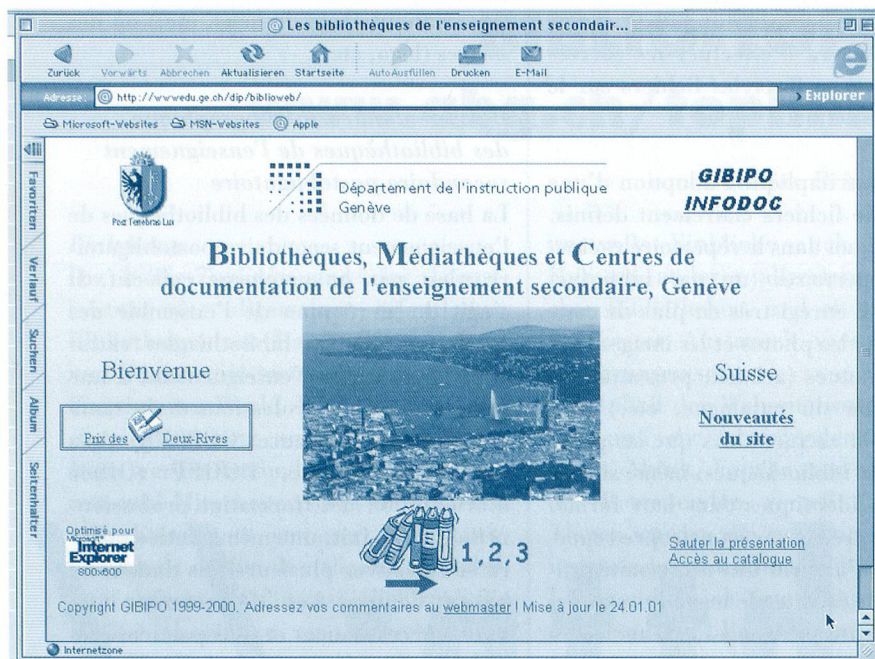 Les bibliothèques de l'enseignement secondair...
Zurück Vorwärts Abbrechen Aktualisieren Startseite AutoAusfüllen Drucken E-Mail
Adresse: http://wwwedu.ge.ch/dip/biblioweb/ Explorer
Microsoft-Websites MSN-Websites Apple
Favoriten
Verlauf
Suchen
Album
Seitenhalter
Post Tenebras Lux
Département de l'instruction publique
Genève
GIBIPO
INFODOC
Bibliothèques, Médiathèques et Centres de
documentation de l'enseignement secondaire, Genève
Bienvenue
Prix des Deux-Rives
Suisse
Nouveautés
du site
Optimisé pour
Microsoft
Internet
Explorer
800x600
1,2,3
Sauter la présentation
Accès au catalogue
Copyright GIBIPO 1999-2000. Adressez vos commentaires au webmaster ! Mise à jour le 24.01.01
Internetzone